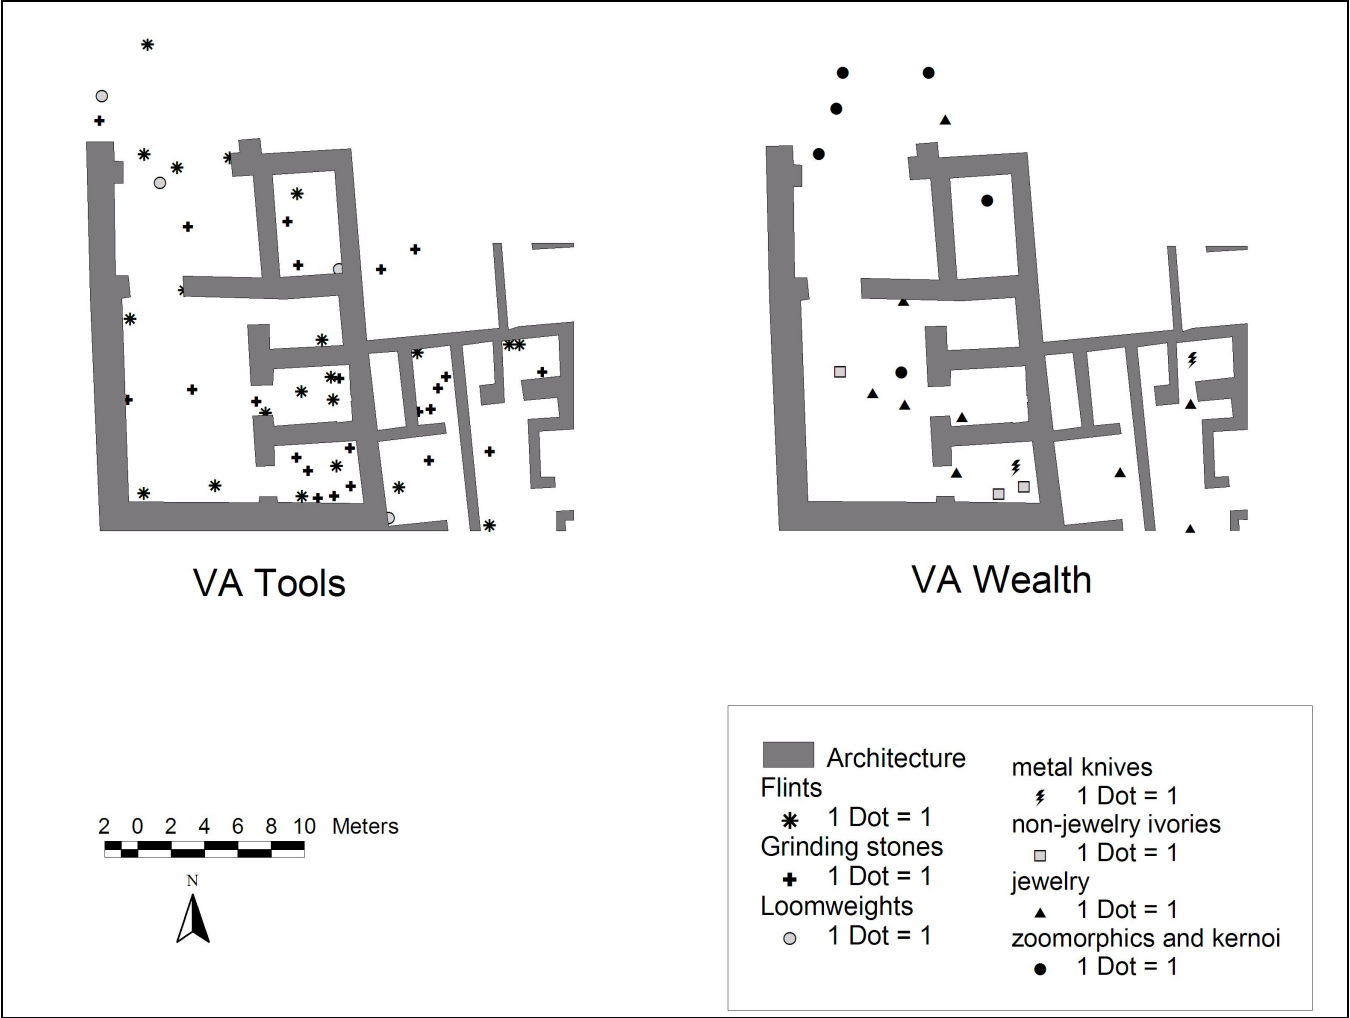 VA Tools
VA Wealth
Architecture
Flints
1 Dot = 1
Grinding stones
1 Dot = 1
Loomweights
1 Dot = 1
metal knives
1 Dot = 1
non-jewelry ivories
1 Dot = 1
jewelry
1 Dot = 1
zoomorphics and kernoi
1 Dot = 1
2 0 2 4 6 8 10 Meters
N